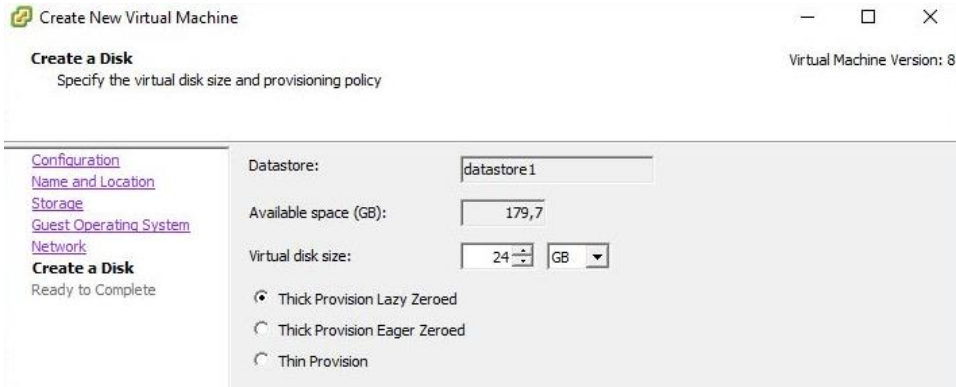 Create New Virtual Machine
Create a Disk
Specify the virtual disk size and provisioning policy
Virtual Machine Version: 8
Configuration
Name and Location
Storage
Guest Operating System
Network
Create a Disk
Ready to Complete
Datastore: datastore1
Available space (GB): 179,7
Virtual disk size: 24 GB
Thick Provision Lazy Zeroed
Thick Provision Eager Zeroed
Thin Provision